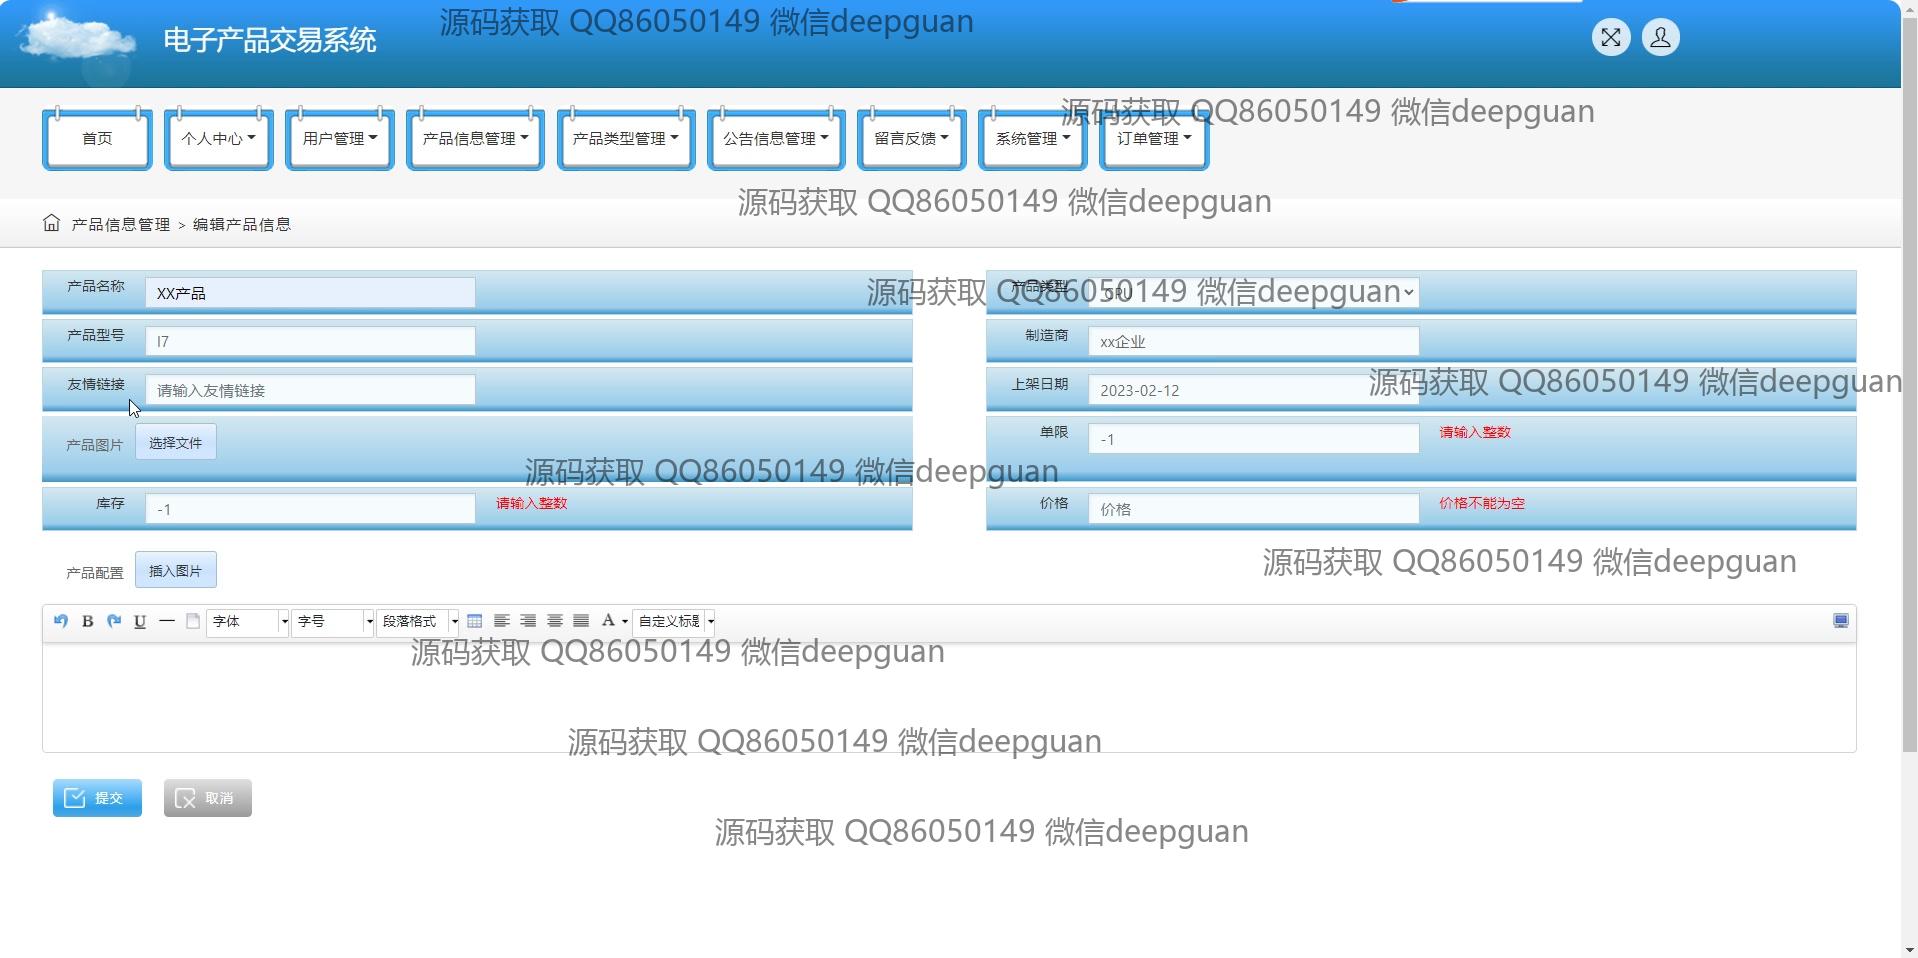 电子产品交易系统
源码获取 QQ86050149 微信deepguan
首页 个人中心 用户管理 产品信息管理 产品类型管理 公告信息管理 留言反馈 系统管理 订单管理
源码获取 QQ86050149 微信deepguan
源码获取 QQ86050149 微信deepguan
产品信息管理 > 编辑产品信息
产品名称 XX产品
产品类型 CPU
源码获取 QQ86050149 微信deepguan
产品型号 I7
制造商 xx企业
友情链接 请输入友情链接
上架日期 2023-02-12
源码获取 QQ86050149 微信deepguan
产品图片 选择文件
单限 -1 请输入整数
源码获取 QQ86050149 微信deepguan
库存 -1 请输入整数
价格 价格 价格不能为空
源码获取 QQ86050149 微信deepguan
产品配置 插入图片
B U 字体 字号 段落格式 A 自定义标题
源码获取 QQ86050149 微信deepguan
源码获取 QQ86050149 微信deepguan
提交 取消
源码获取 QQ86050149 微信deepguan